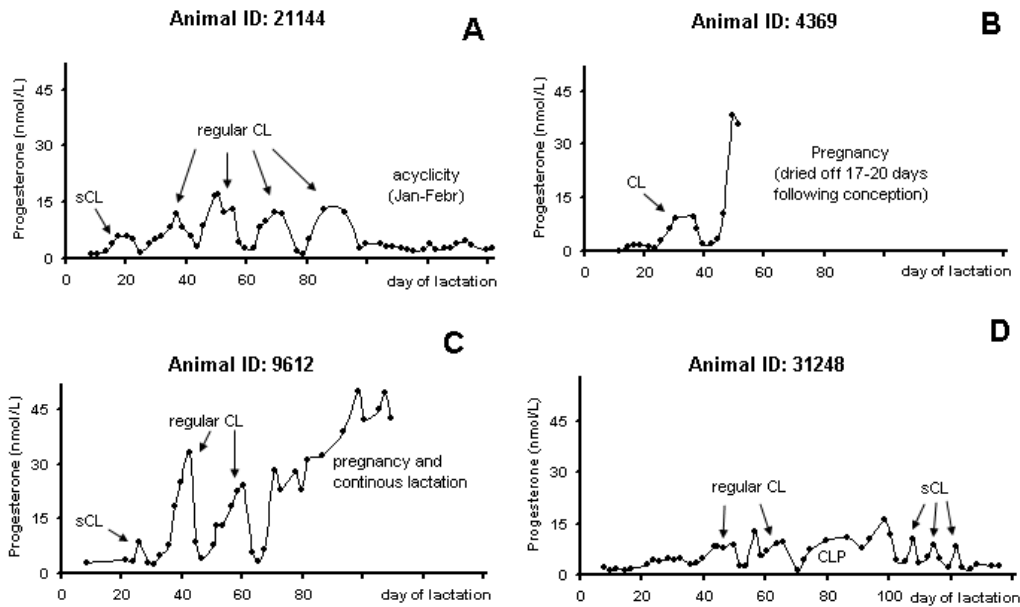 Animal ID: 21144
A
Progesterone (nmol/L)
45
30
15
0
regular CL
sCL
acyclicity
(Jan-Febr)
0 20 40 60 80 day of lactation
Animal ID: 4369
B
Progesterone (nmol/L)
45
30
15
0
CL
Pregnancy
(dried off 17-20 days
following conception)
0 20 40 60 80 day of lactation
C
Animal ID: 9612
Progesterone (nmol/L)
45
30
15
0
regular CL
sCL
pregnancy and
continous lactation
0 20 40 60 80 day of lactation
D
Animal ID: 31248
Progesterone (nmol/L)
45
30
15
0
regular CL
sCL
CLP
0 20 40 60 80 100 day of lactation